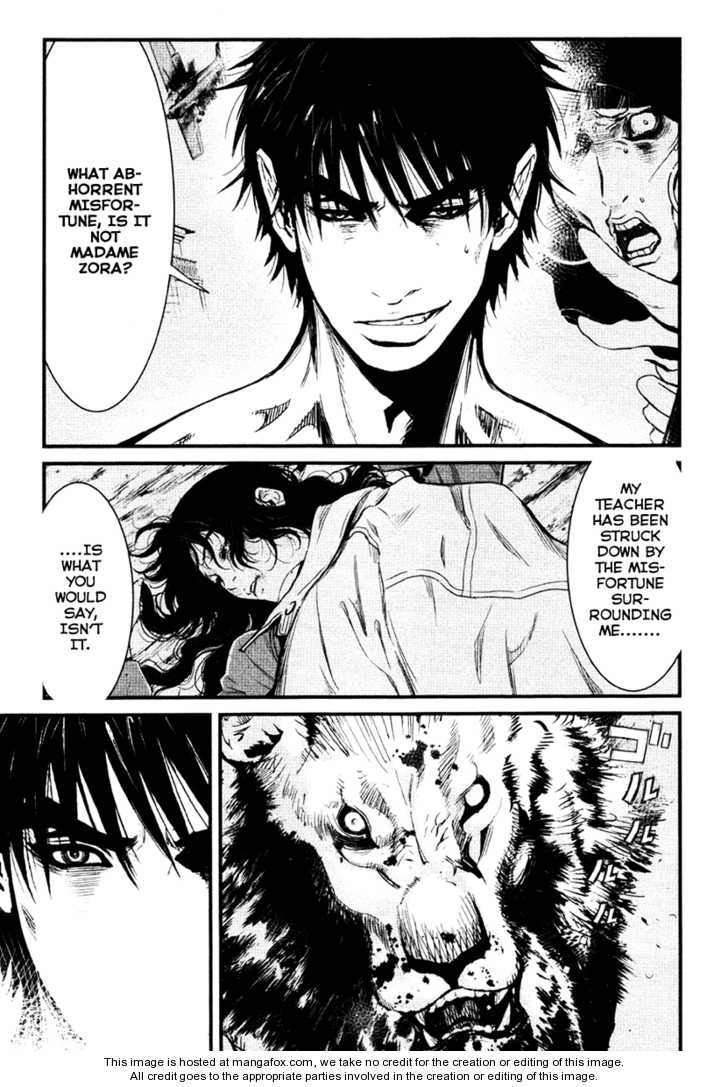 WHAT AB-
HORRENT
MISFOR-
TUNE, IS IT
NOT
MADAME
ZORA?
MY
TEACHER
HAS BEEN
STRUCK
DOWN BY
THE MIS-
FORTUNE
SUR-
ROUNDING
ME.......
....IS
WHAT
YOU
WOULD
SAY,
ISN'T
IT.
ゴルルルルル
This image is hosted at mangafox.com, we take no credit for the creation or editing of this image.
All credit goes to the appropriate parties involved in the creation or editing of this image.